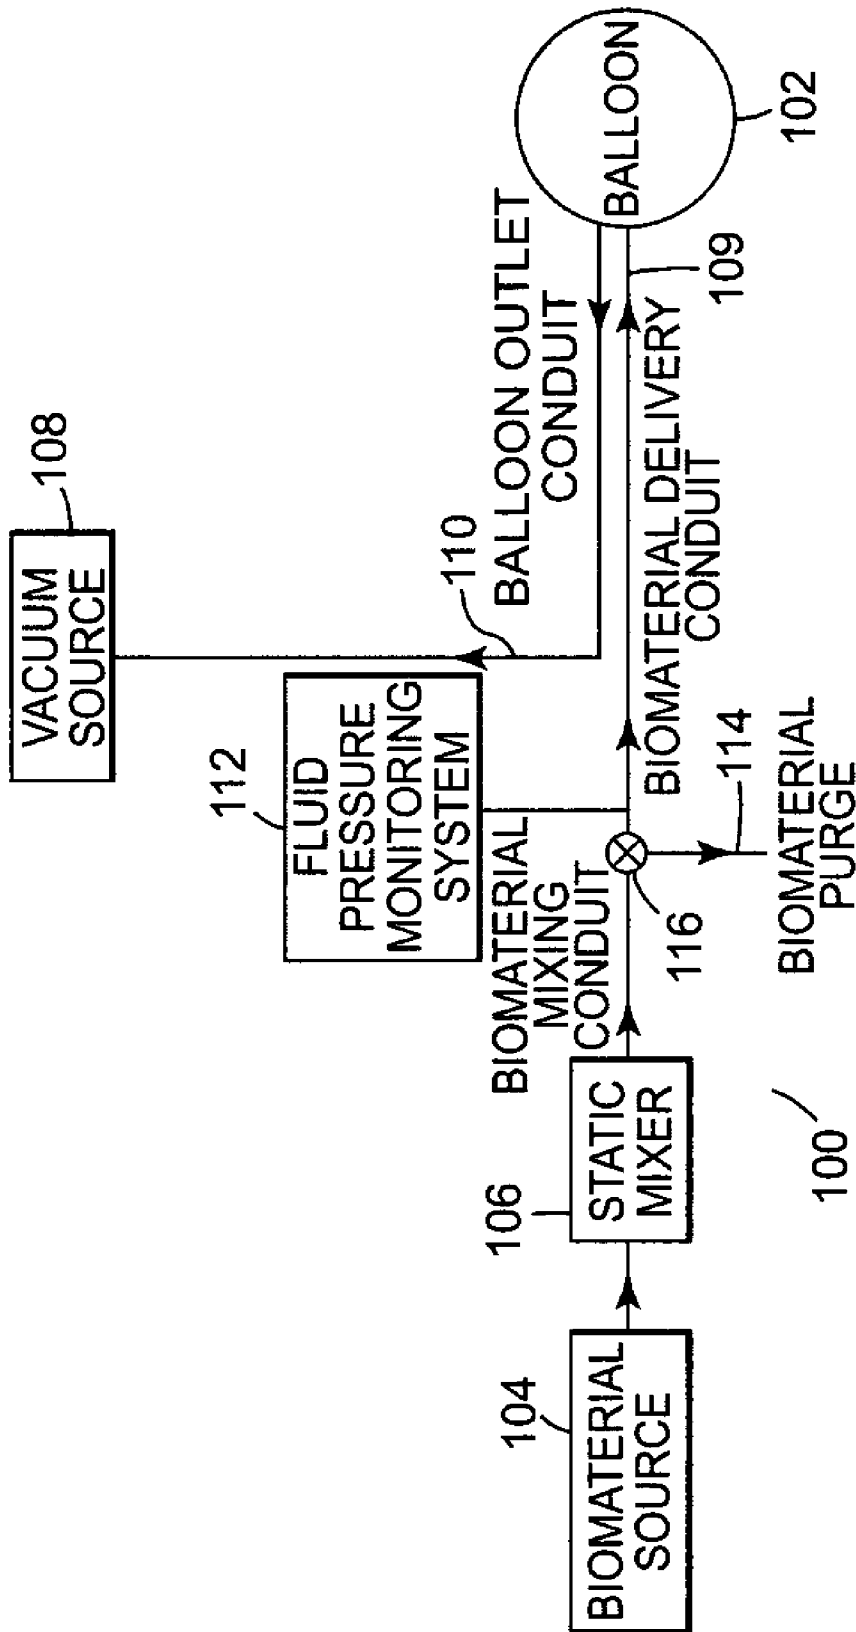 VACUUM
SOURCE
108
110
112
FLUID
PRESSURE
MONITORING
SYSTEM
BALLOON OUTLET
CONDUIT
BALLOON
102
109
BIOMATERIAL DELIVERY
CONDUIT
BIOMATERIAL
MIXING
CONDUIT
116
114
BIOMATERIAL
PURGE
106
STATIC
MIXER
104
BIOMATERIAL
SOURCE
100